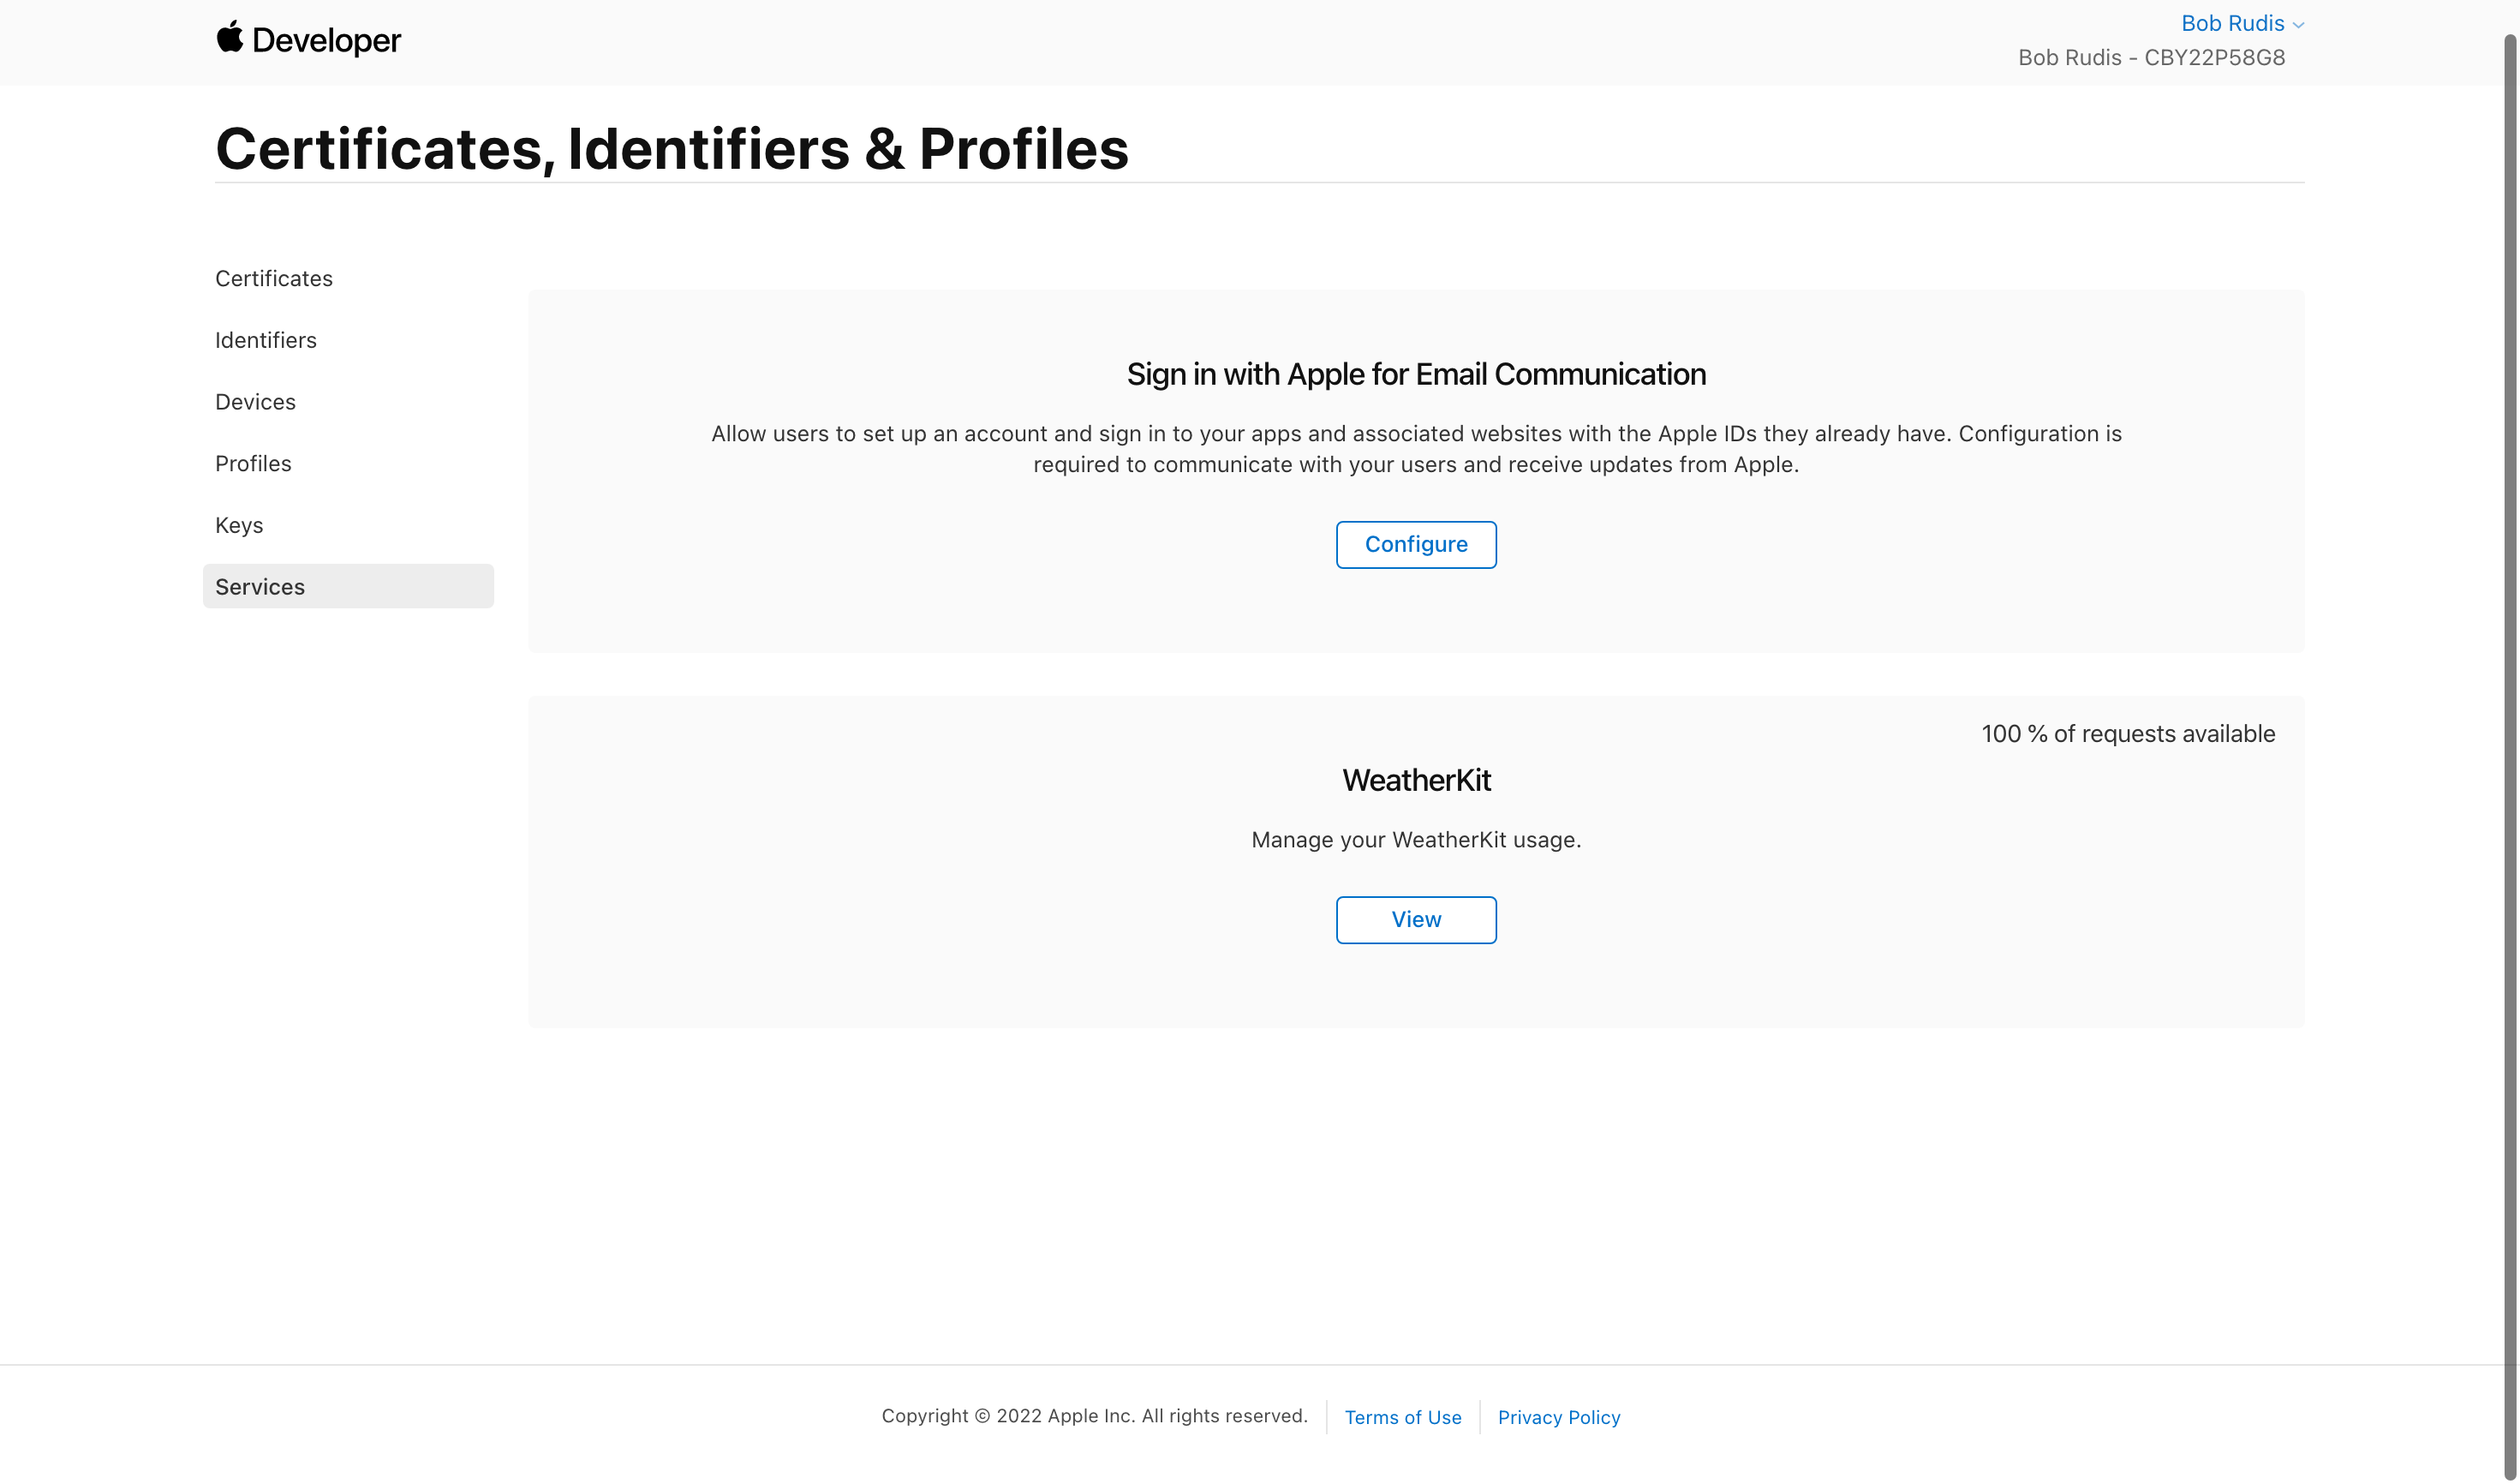 Developer
Bob Rudis
Bob Rudis - CBY22P58G8
Certificates, Identifiers & Profiles
Certificates
Identifiers
Devices
Profiles
Keys
Services
Sign in with Apple for Email Communication
Allow users to set up an account and sign in to your apps and associated websites with the Apple IDs they already have. Configuration is
required to communicate with your users and receive updates from Apple.
Configure
100 % of requests available
WeatherKit
Manage your WeatherKit usage.
View
Copyright © 2022 Apple Inc. All rights reserved. Terms of Use Privacy Policy